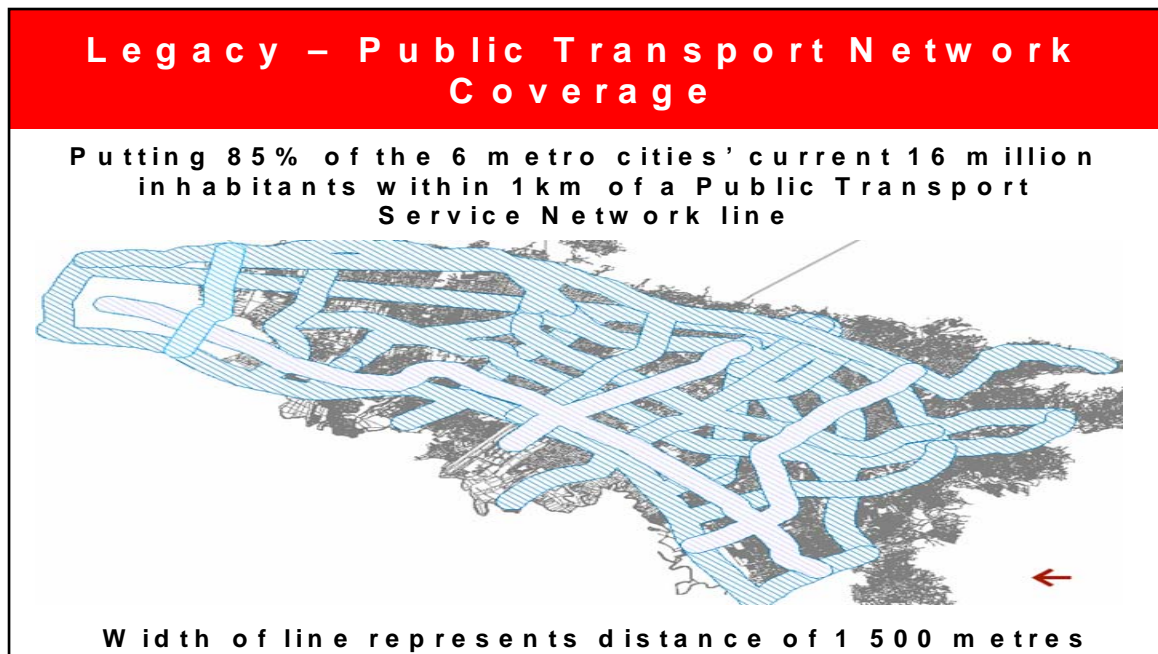 Legacy – Public Transport Network
Coverage
Putting 85% of the 6 metro cities’ current 16 million
inhabitants within 1km of a Public Transport
Service Network line
Width of line represents distance of 1 500 metres